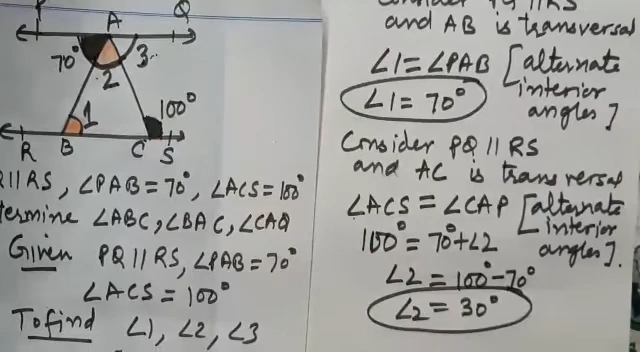 P A Q
70° 3
2
1 100°
R B C S
Q || RS, ∠PAB = 70°, ∠ACS = 100°
termine ∠ABC, ∠BAC, ∠CAQ
Given PQ || RS, ∠PAB = 70°
∠ACS = 100°
To find ∠1, ∠2, ∠3
Consider PQ || RS
and AB is transversal
∠1 = ∠PAB [alternate
interior
∠1 = 70° angles]
Consider PQ || RS
and AC is transversal
∠ACS = ∠CAP [alternate
interior
100° = 70° + ∠2 angles].
∠2 = 100° - 70°
∠2 = 30°